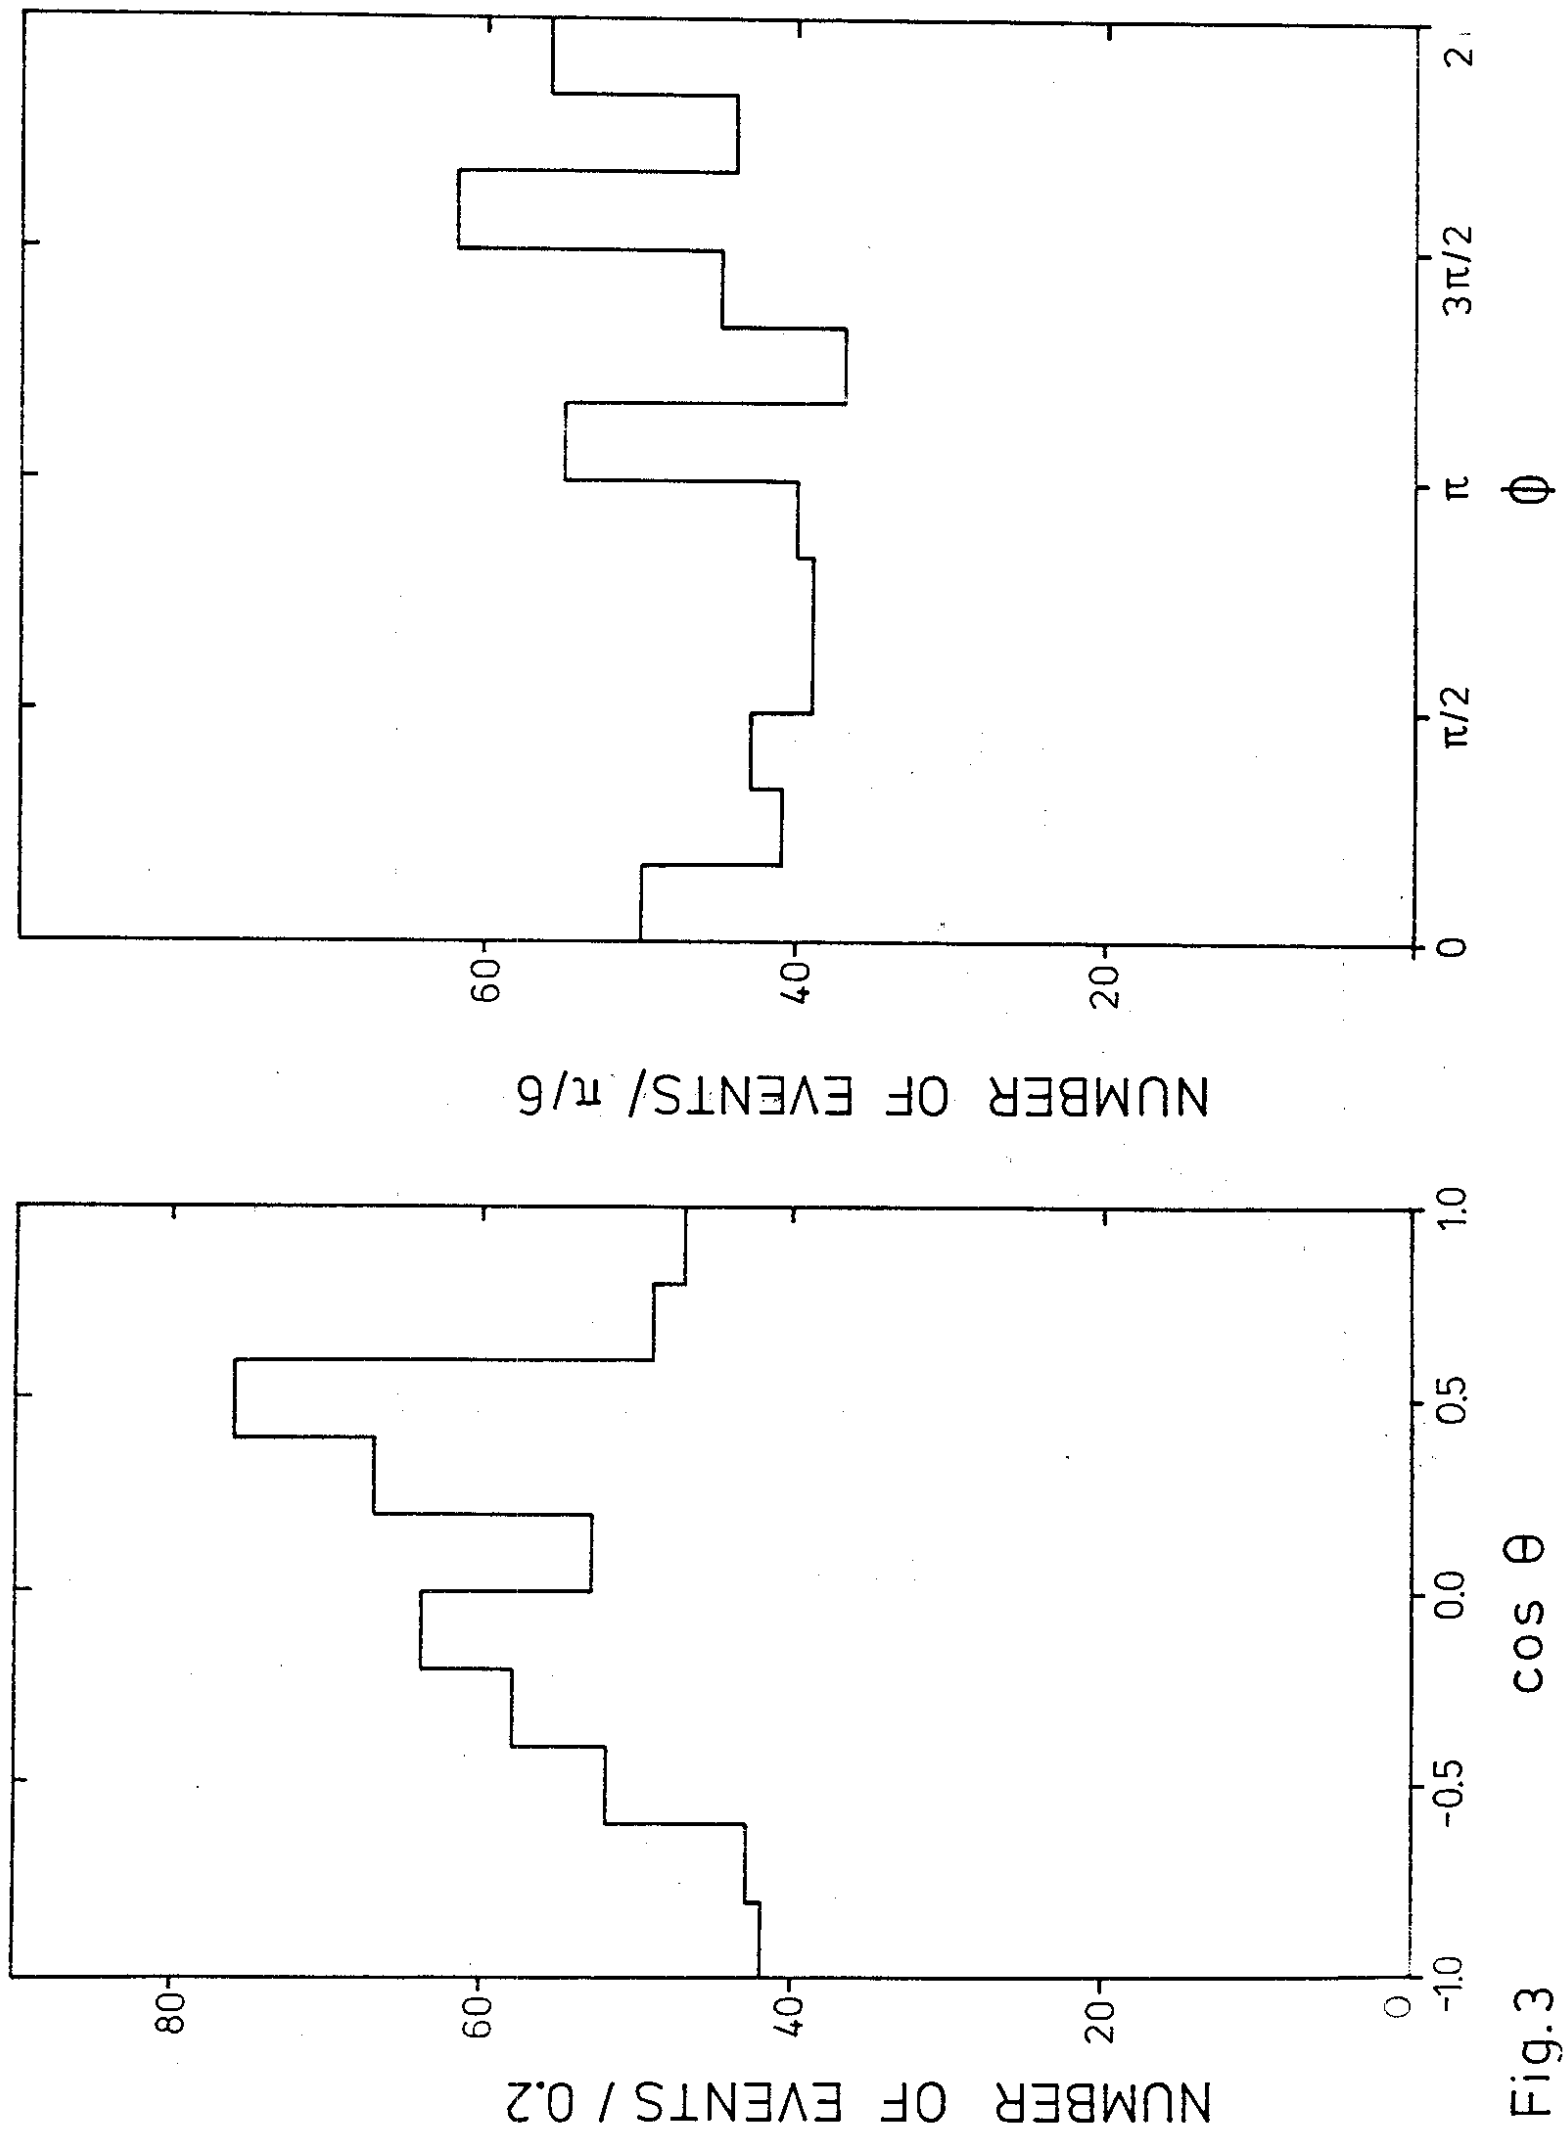 NUMBER OF EVENTS / 0.2
80
60
40
20
0
-1.0
-0.5
0.0
0.5
1.0
cos θ
NUMBER OF EVENTS / π/6
60
40
20
0
π/2
π
3π/2
2
ϕ
Fig. 3